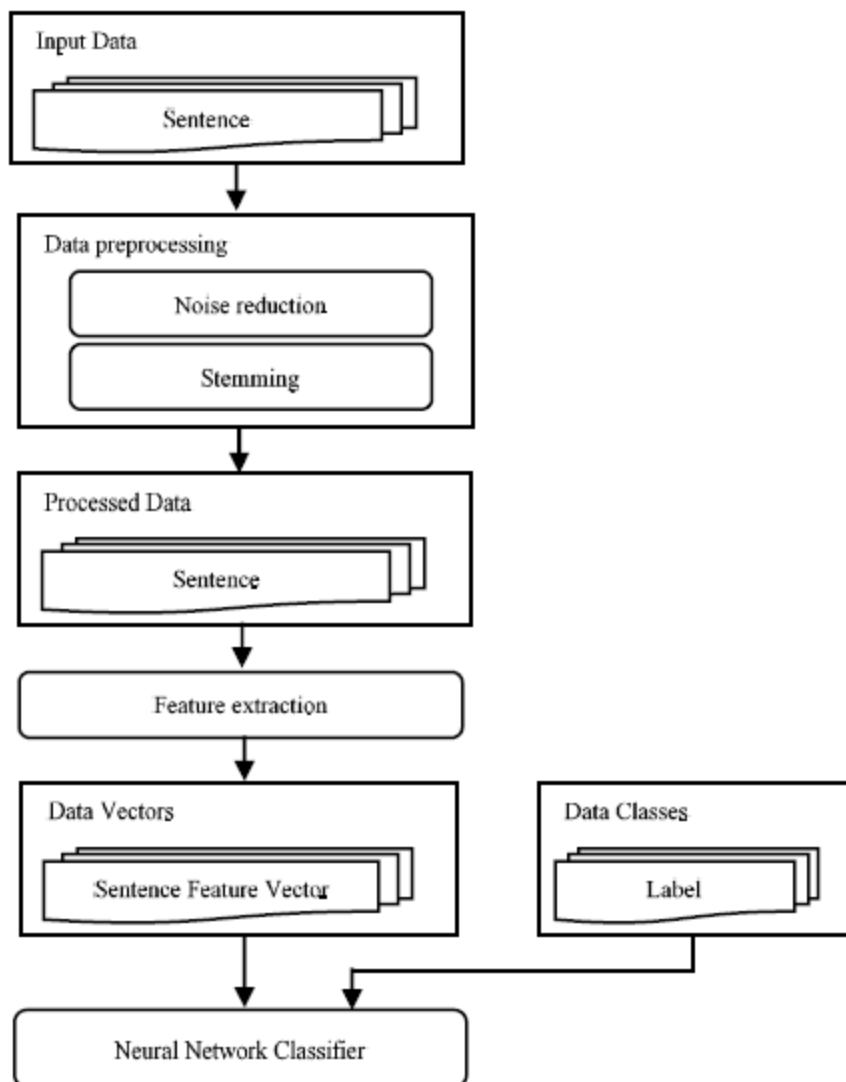 Input Data
Sentence
Data preprocessing
Noise reduction
Stemming
Processed Data
Sentence
Feature extraction
Data Vectors
Sentence Feature Vector
Data Classes
Label
Neural Network Classifier